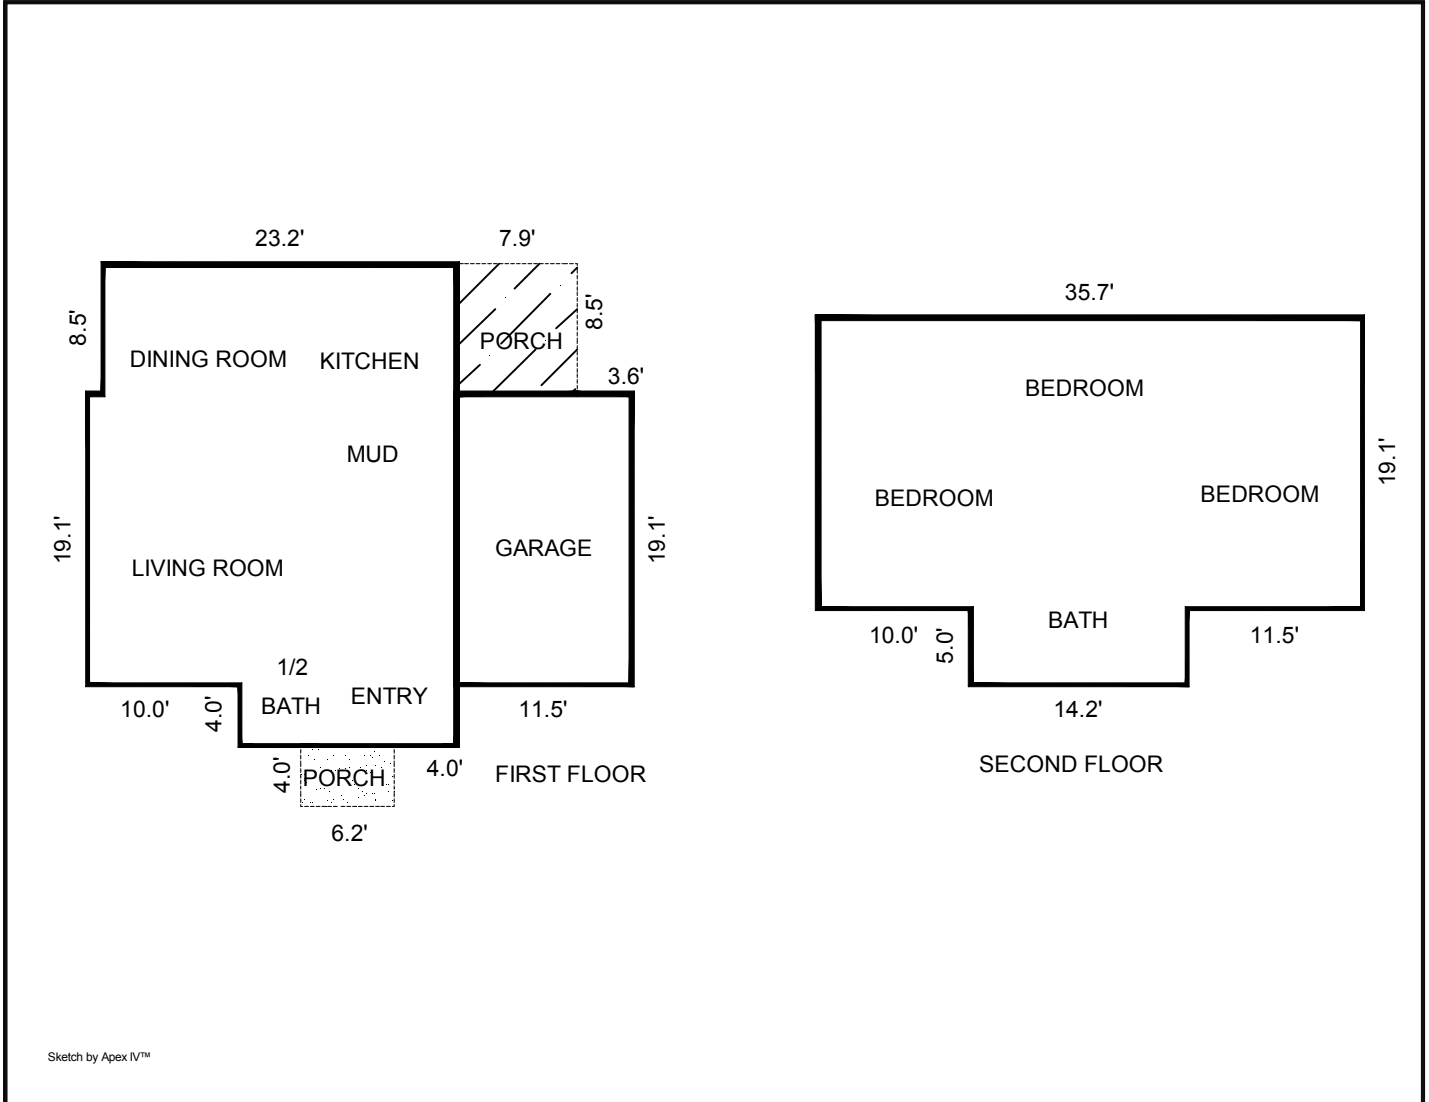 23.2'
7.9'
8.5'
DINING ROOM
KITCHEN
PORCH
8.5'
3.6'
MUD
19.1'
LIVING ROOM
GARAGE
19.1'
1/2
BATH
ENTRY
10.0'
4.0'
11.5'
4.0'
PORCH
4.0'
6.2'
FIRST FLOOR
35.7'
BEDROOM
BEDROOM
BEDROOM
19.1'
BATH
10.0'
5.0'
11.5'
14.2'
SECOND FLOOR
Sketch by Apex IV™